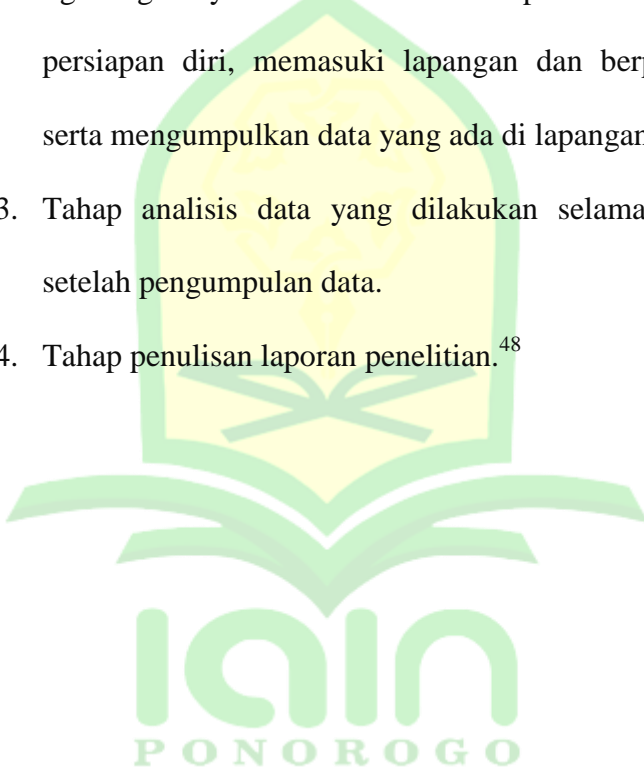 persiapan diri, memasuki lapangan dan
serta mengumpulkan data yang ada di lapangan
3. Tahap analisis data yang dilakukan selama
setelah pengumpulan data.
4. Tahap penulisan laporan penelitian.48
IAIN
PONOROGO